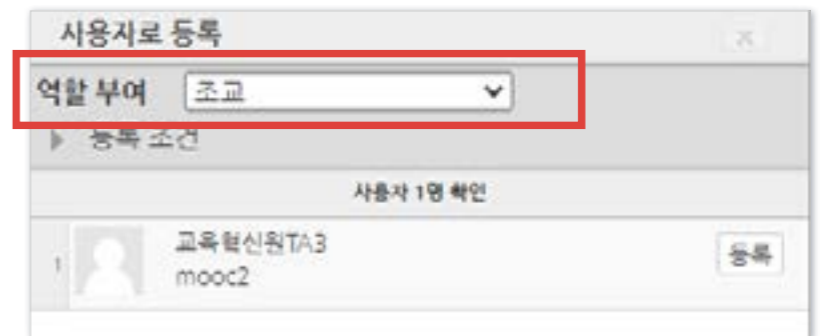 사용자로 등록
역할 부여 조교
등록 조건
사용자 1명 확인
1 교육혁신원TA3
mooc2
등록